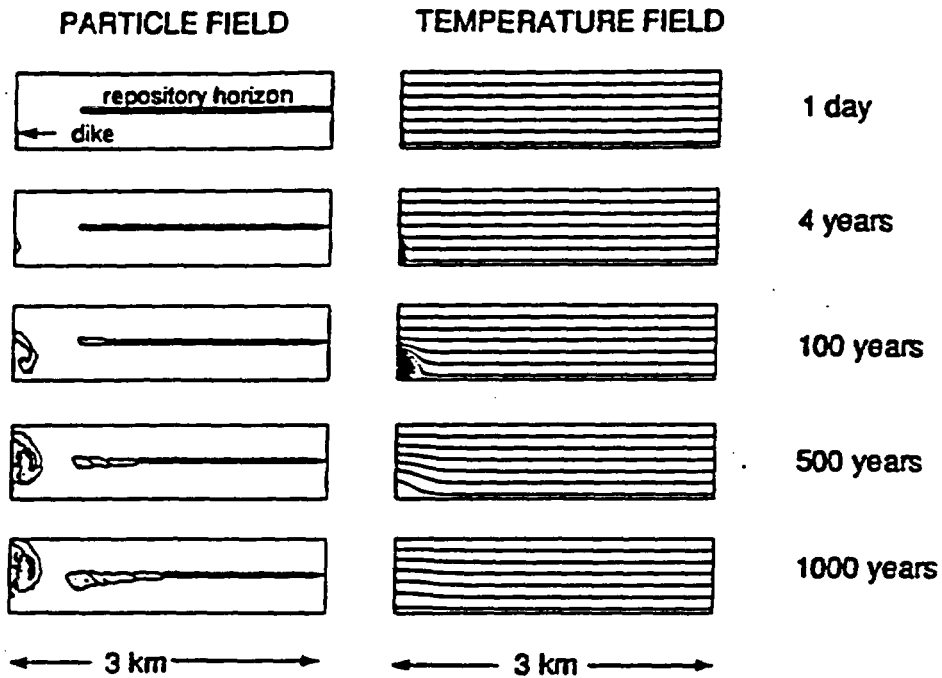 PARTICLE FIELD
TEMPERATURE FIELD
repository horizon
dike
1 day
4 years
100 years
500 years
1000 years
3 km
3 km